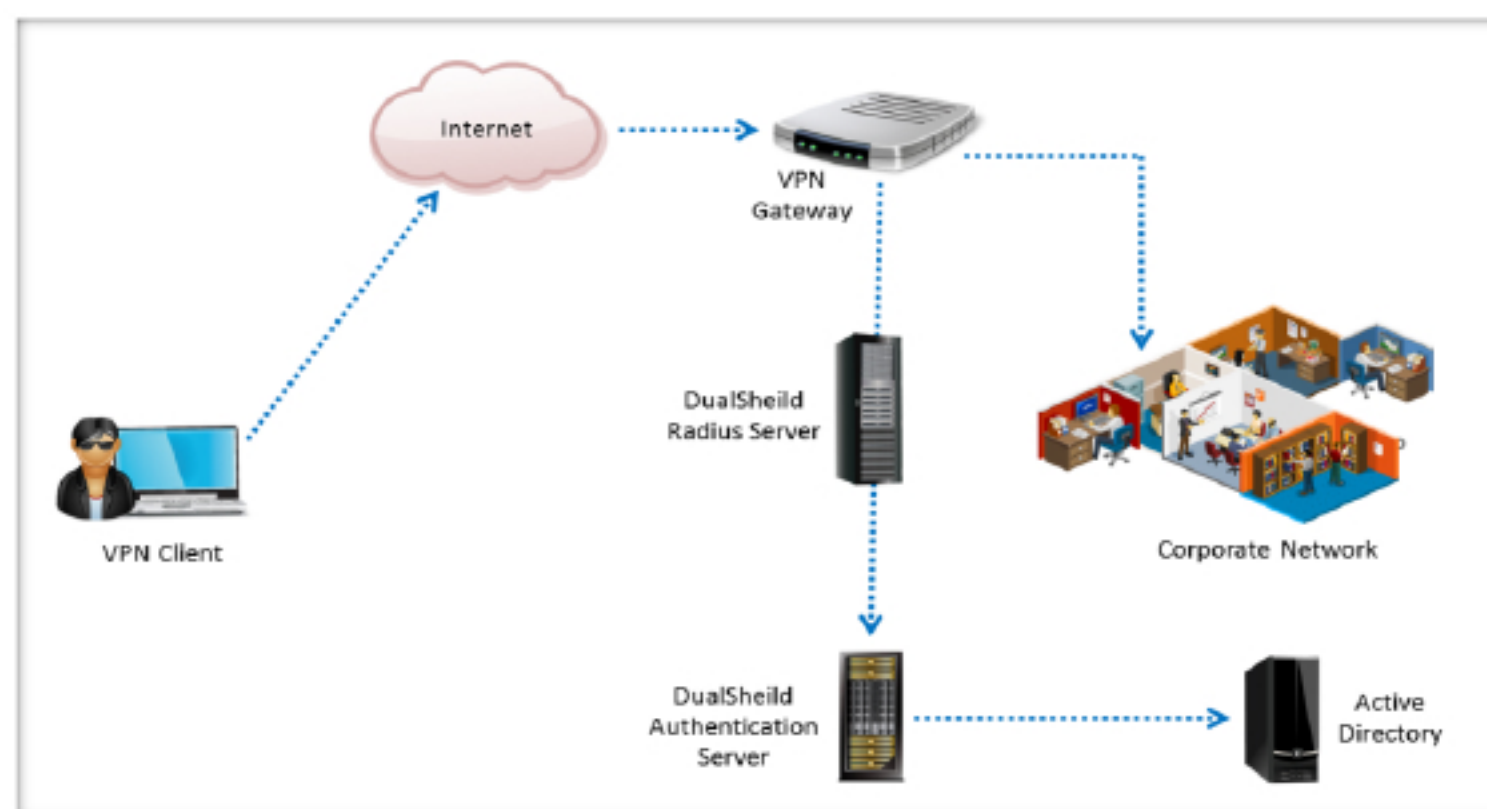 Internet
VPN
Gateway
DualSheild
Radius Server
VPN Client
Corporate Network
DualSheild
Authentication
Server
Active
Directory